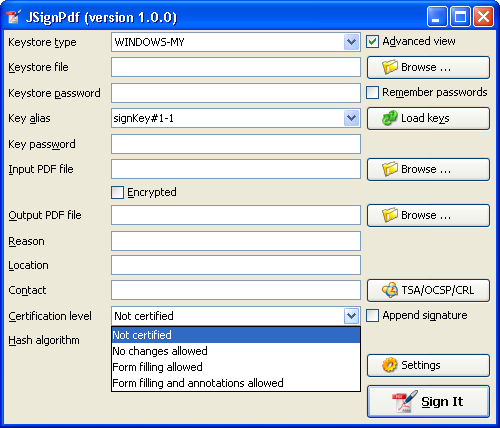 JSignPdf (version 1.0.0)
Keystore type WINDOWS-MY Advanced view
Keystore file Browse ...
Keystore password Remember passwords
Key alias signKey#1-1 Load keys
Key password
Input PDF file Browse ...
Encrypted
Output PDF file Browse ...
Reason
Location
Contact TSA/OCSP/CRL
Certification level Not certified Append signature
Hash algorithm Not certified
No changes allowed
Form filling allowed Settings
Form filling and annotations allowed
Sign It